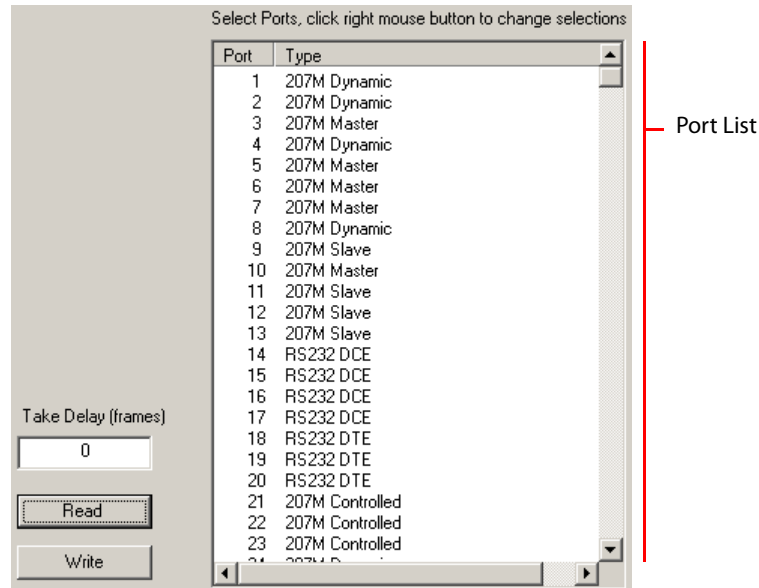 Select Ports, click right mouse button to change selections
Port Type
1 207M Dynamic
2 207M Dynamic
3 207M Master
4 207M Dynamic
5 207M Master
6 207M Master
7 207M Master
8 207M Dynamic
9 207M Slave
10 207M Master
11 207M Slave
12 207M Slave
13 207M Slave
14 RS232 DCE
15 RS232 DCE
16 RS232 DCE
17 RS232 DCE
18 RS232 DTE
19 RS232 DTE
20 RS232 DTE
21 207M Controlled
22 207M Controlled
23 207M Controlled
Port List
Take Delay (frames)
0
Read
Write